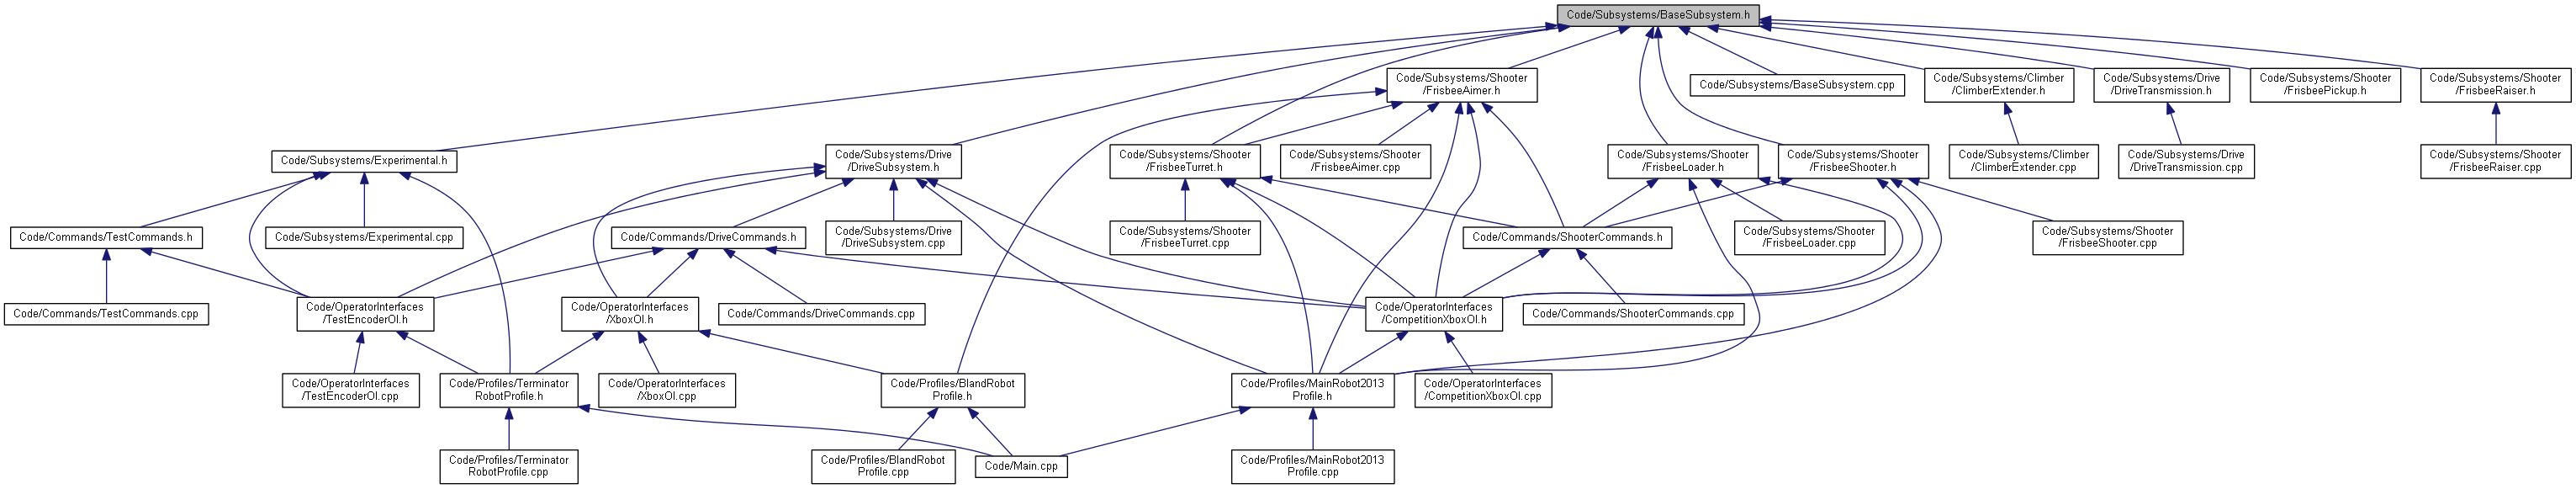 Code/Subsystems/BaseSubsystem.h
Code/Subsystems/Shooter
/FrisbeeAimer.h
Code/Subsystems/BaseSubsystem.cpp
Code/Subsystems/Climber
/ClimberExtender.h
Code/Subsystems/Drive
/DriveTransmission.h
Code/Subsystems/Shooter
/FrisbeePickup.h
Code/Subsystems/Shooter
/FrisbeeRaiser.h
Code/Subsystems/Experimental.h
Code/Subsystems/Drive
/DriveSubsystem.h
Code/Subsystems/Shooter
/FrisbeeTurret.h
Code/Subsystems/Shooter
/FrisbeeAimer.cpp
Code/Subsystems/Shooter
/FrisbeeLoader.h
Code/Subsystems/Shooter
/FrisbeeShooter.h
Code/Subsystems/Climber
/ClimberExtender.cpp
Code/Subsystems/Drive
/DriveTransmission.cpp
Code/Subsystems/Shooter
/FrisbeeRaiser.cpp
Code/Commands/TestCommands.h
Code/Subsystems/Experimental.cpp
Code/Commands/DriveCommands.h
Code/Subsystems/Drive
/DriveSubsystem.cpp
Code/Subsystems/Shooter
/FrisbeeTurret.cpp
Code/Commands/ShooterCommands.h
Code/Subsystems/Shooter
/FrisbeeLoader.cpp
Code/Subsystems/Shooter
/FrisbeeShooter.cpp
Code/Commands/TestCommands.cpp
Code/OperatorInterfaces
/TestEncoderOI.h
Code/OperatorInterfaces
/XboxOI.h
Code/Commands/DriveCommands.cpp
Code/OperatorInterfaces
/CompetitionXboxOI.h
Code/Commands/ShooterCommands.cpp
Code/OperatorInterfaces
/TestEncoderOI.cpp
Code/Profiles/Terminator
RobotProfile.h
Code/OperatorInterfaces
/XboxOI.cpp
Code/Profiles/BlandRobot
Profile.h
Code/Profiles/MainRobot2013
Profile.h
Code/OperatorInterfaces
/CompetitionXboxOI.cpp
Code/Profiles/Terminator
RobotProfile.cpp
Code/Profiles/BlandRobot
Profile.cpp
Code/Main.cpp
Code/Profiles/MainRobot2013
Profile.cpp